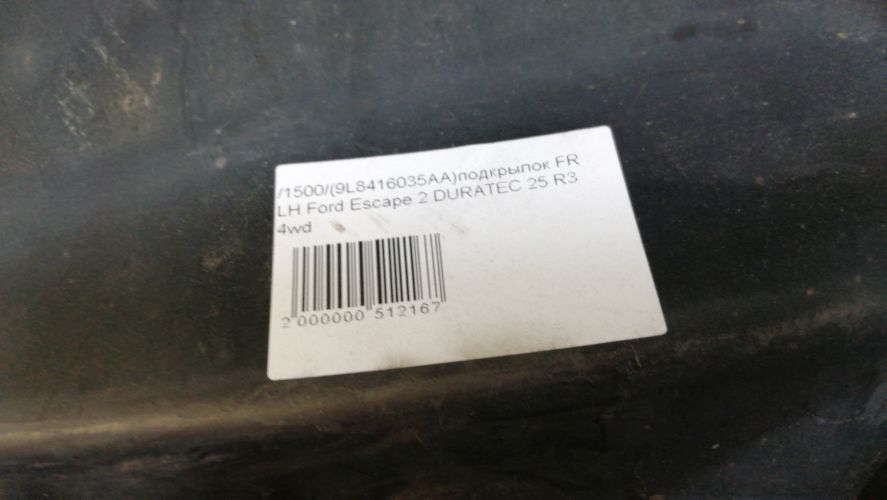 /1500/(9L8416035AA)подкрылок FR
LH Ford Escape 2 DURATEC 25 R3
4wd
2 000000 512167